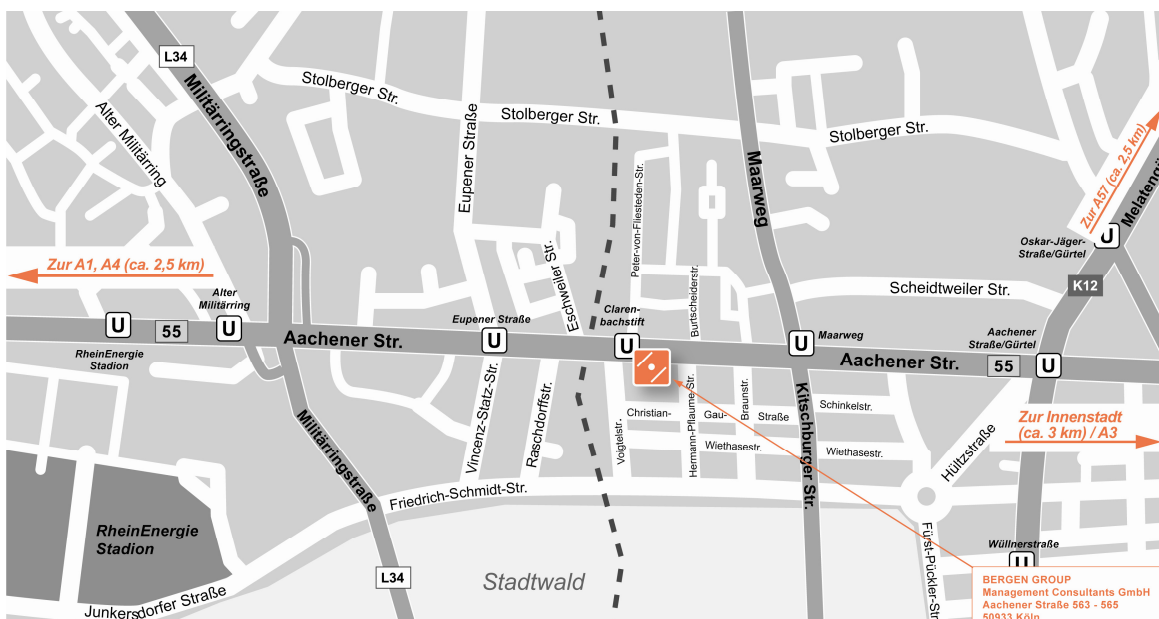 L34
Militärringstraße
Alter Militärring
Stolberger Str.
Stolberger Str.
Stolberger Str.
Eupener Straße
Maarweg
Peter-von-Fliesteden-Str.
Zur A57 (ca. 2,5 km)
Oskar-Jäger-
Straße/Gürtel
U
K12
Zur A1, A4 (ca. 2,5 km)
Eschweiler Str.
Burtscheiderstr.
Scheidtweiler Str.
Alter
Militärring
U
U
55
RheinEnergie
Stadion
Aachener Str.
Eupener Straße
U
Claren-
bachstift
U
Maarweg
U
Aachener Str.
55
Aachener
Straße/Gürtel
U
Vincenz-Statz-Str.
Raschdorffstr.
Voigtelstr.
Christian-
Gau-
Straße
Hermann-Pflaume-Str.
Braunstr.
Schinkelstr.
Wiethasestr.
Wiethasestr.
Kitschburger Str.
Zur Innenstadt
(ca. 3 km) / A3
Hültzstraße
Militärringstraße
Friedrich-Schmidt-Str.
RheinEnergie
Stadion
L34
Stadtwald
Junkersdorfer Straße
Wüllnerstraße
U
BERGEN GROUP
Management Consultants GmbH
Aachener Straße 563 - 565
50933 Köln